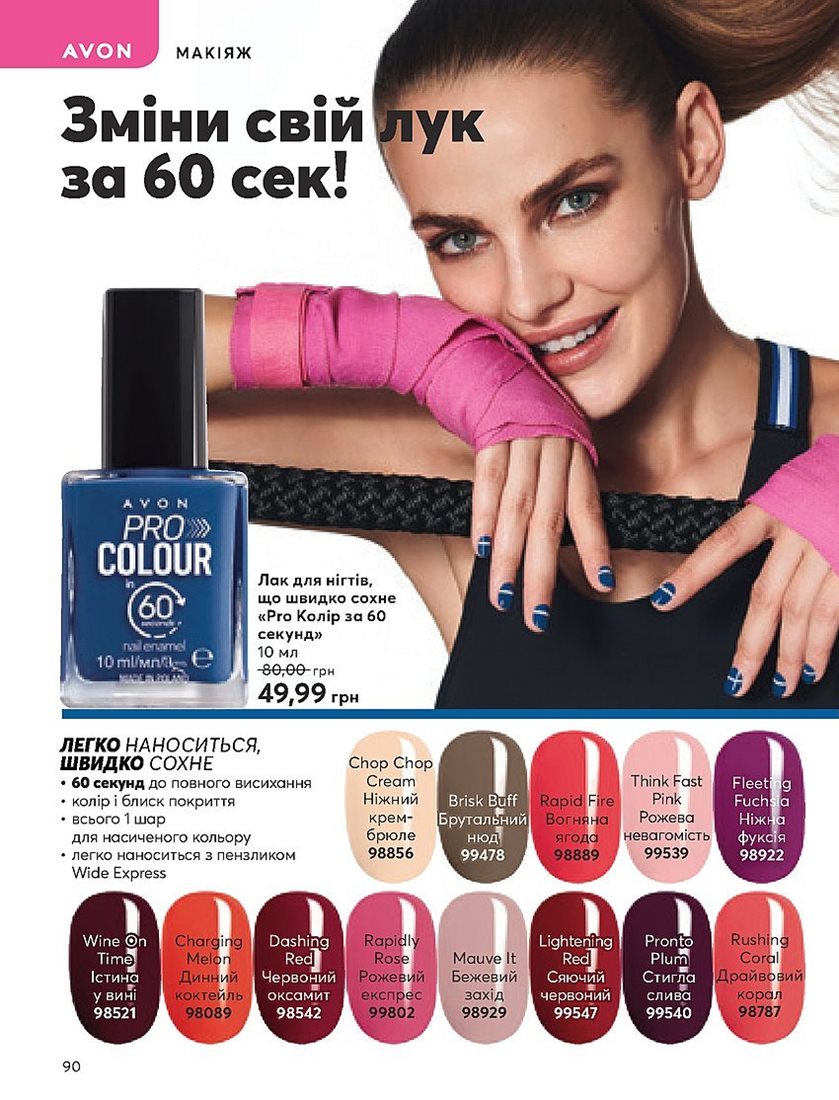 AVON МАКІЯЖ
Зміни свій лук
за 60 сек!
AVON
PRO
COLOUR
in
60
seconds
nail enamel
10 ml/мл/
MADE IN POLAND
Лак для нігтів,
що швидко сохне
«Pro Колір за 60
секунд»
10 мл
80,00 грн
49,99 грн
ЛЕГКО НАНОСИТЬСЯ,
ШВИДКО СОХНЕ
• 60 секунд до повного висихання
• колір і блиск покриття
• всього 1 шар
для насиченого кольору
• легко наноситься з пензликом
Wide Express
Chop Chop
Cream
Ніжний
крем-
брюле
98856
Brisk Buff
Брутальний
нюд
99478
Rapid Fire
Вогняна
ягода
98889
Think Fast
Pink
Рожева
невагомість
99539
Fleeting
Fuchsia
Ніжна
фуксія
98922
Wine On
Time
Істина
у вині
98521
Charging
Melon
Динний
коктейль
98089
Dashing
Red
Червоний
оксамит
98542
Rapidly
Rose
Рожевий
експрес
99802
Mauve It
Бежевий
захід
98929
Lightening
Red
Сяючий
червоний
99547
Pronto
Plum
Стигла
слива
99540
Rushing
Coral
Драйвовий
корал
98787
90